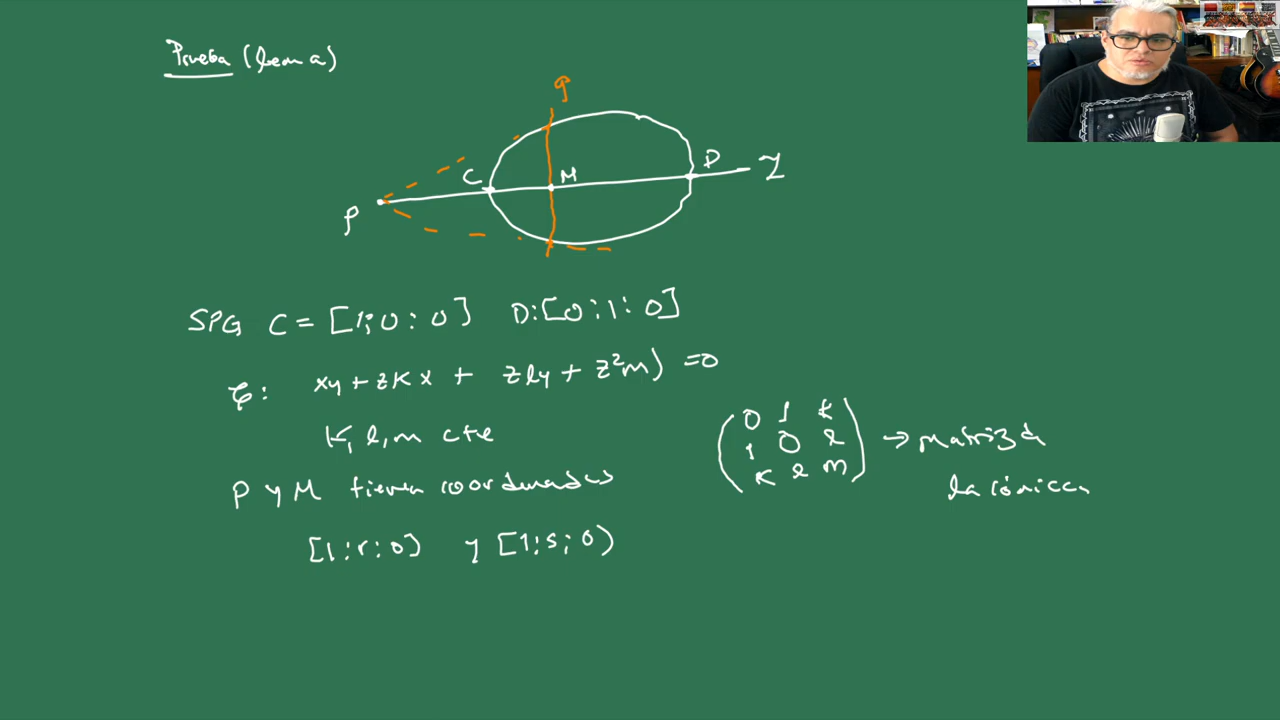 Prueba (lema)
P
C
M
D
Z
SPG C = [1:0:0] D:[0:1:0]
C: xy + zkx + zly + z²m) = 0
K, l, m cte
P y M tienen coordenadas
[1:r:0] y [1:s:0)
0 1 k
1 0 l
k l m
→ matriz de
la cónica